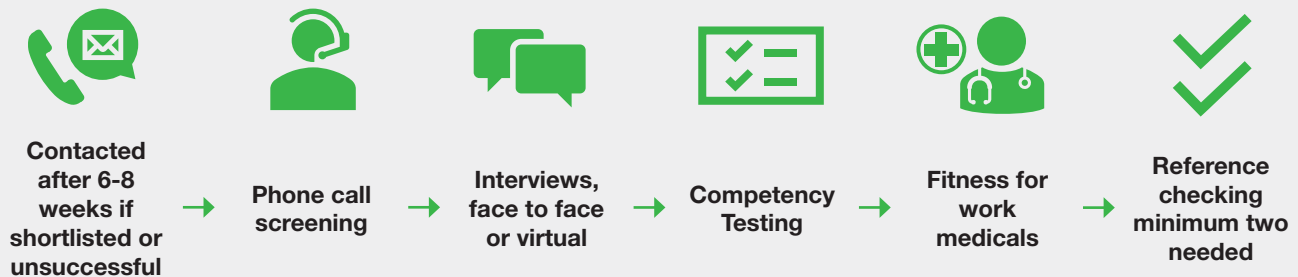 Contacted
after 6-8
weeks if
shortlisted or
unsuccessful
Phone call
screening
Interviews,
face to face
or virtual
Competency
Testing
Fitness for
work
medicals
Reference
checking
minimum two
needed